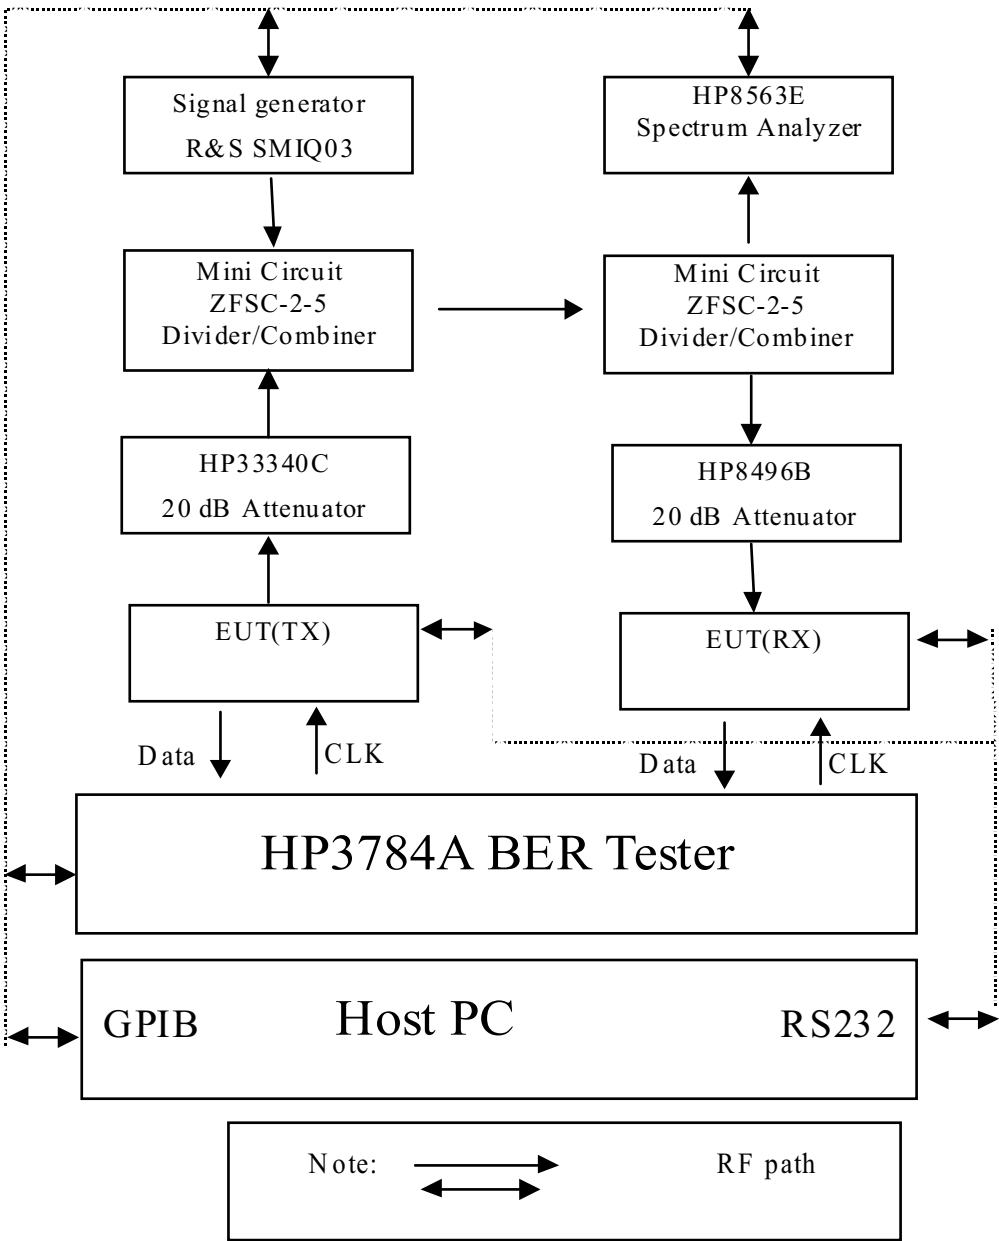 Signal generator
R&S SMIQ03
HP8563E
Spectrum Analyzer
Mini Circuit
ZFSC-2-5
Divider/Combiner
Mini Circuit
ZFSC-2-5
Divider/Combiner
HP33340C
20 dB Attenuator
HP8496B
20 dB Attenuator
EUT(TX)
EUT(RX)
Data
CLK
Data
CLK
HP3784A BER Tester
GPIB
Host PC
RS232
Note:
RF path